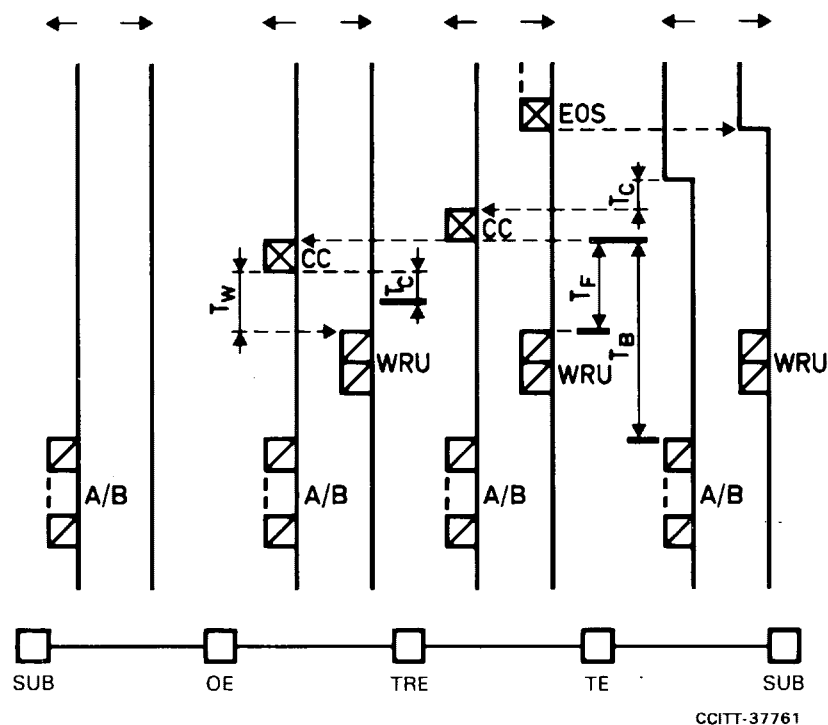 EOS
T_C
CC
CC
T_W
T_C
T_F
T_B
WRU
WRU
WRU
A/B
A/B
A/B
A/B
SUB
OE
TRE
TE
SUB
CCITT-37761